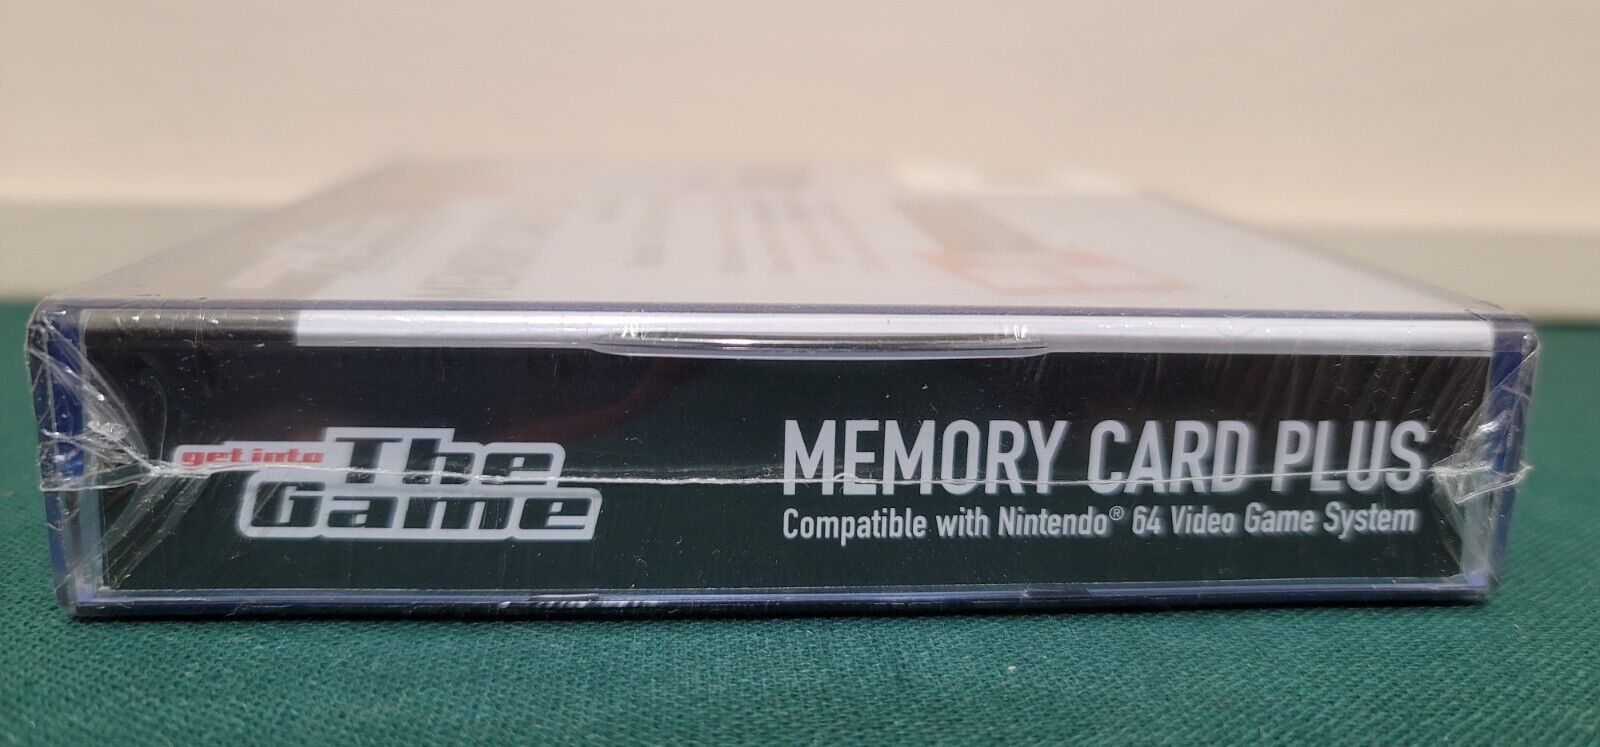 get into
The
Game
MEMORY CARD PLUS
Compatible with Nintendo® 64 Video Game System